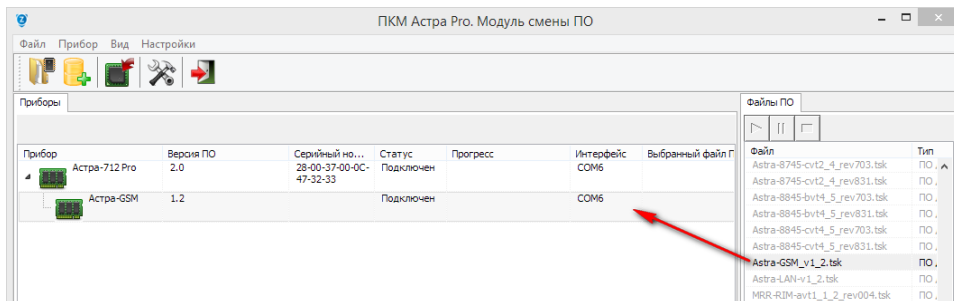 ПКМ Астра Pro. Модуль смены ПО
Файл Прибор Вид Настройки
Приборы
Файлы ПО
Прибор Версия ПО Серийный но... Статус Прогресс Интерфейс Выбранный файл П
Астра-712 Pro 2.0 28-00-37-00-0C- Подключен COM6
47-32-33
Астра-GSM 1.2 Подключен COM6
Файл Тип
Astra-8745-cvt2_4_rev703.tsk ПО,
Astra-8745-cvt2_4_rev831.tsk ПО,
Astra-8845-bvt4_5_rev703.tsk ПО,
Astra-8845-bvt4_5_rev831.tsk ПО,
Astra-8845-cvt4_5_rev703.tsk ПО,
Astra-8845-cvt4_5_rev831.tsk ПО,
Astra-GSM_v1_2.tsk ПО,
Astra-LAN-v1_2.tsk ПО,
MRR-RIM-avt1_1_2_rev004.tsk ПО,